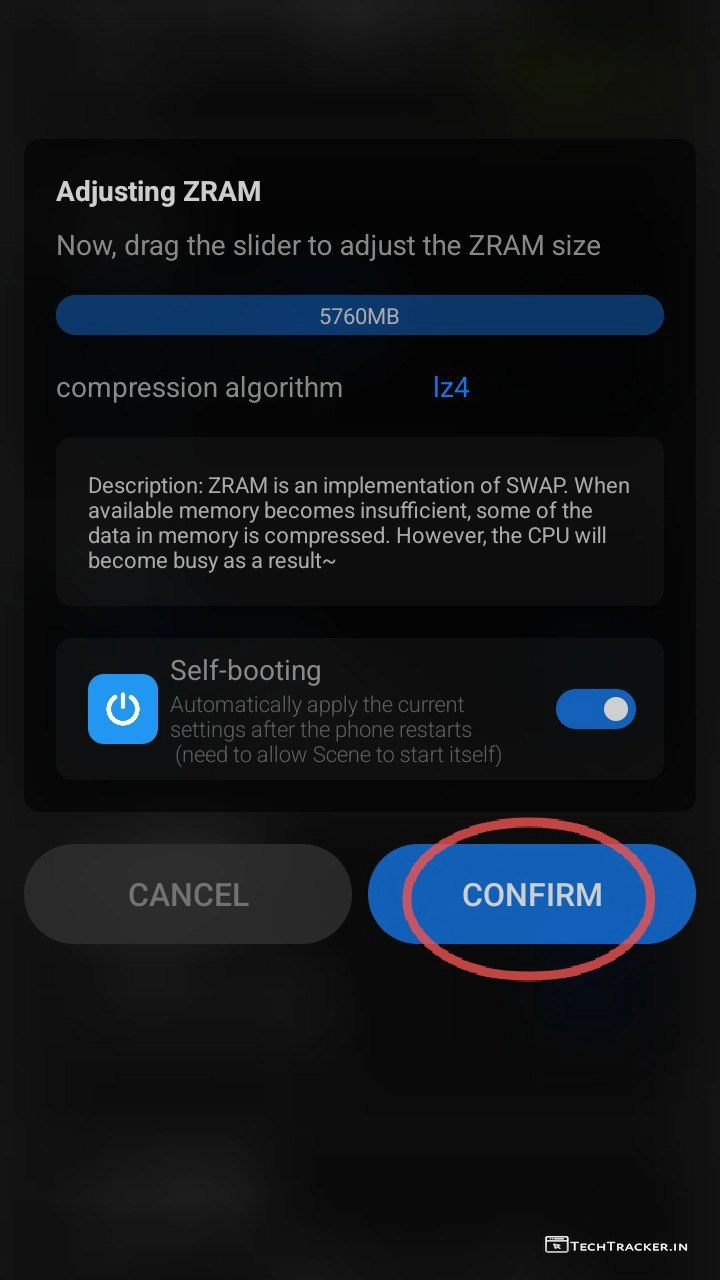 Adjusting ZRAM
Now, drag the slider to adjust the ZRAM size
5760MB
compression algorithm lz4
Description: ZRAM is an implementation of SWAP. When
available memory becomes insufficient, some of the
data in memory is compressed. However, the CPU will
become busy as a result~
Self-booting
Automatically apply the current
settings after the phone restarts
(need to allow Scene to start itself)
CANCEL CONFIRM
TECHTRACKER.IN